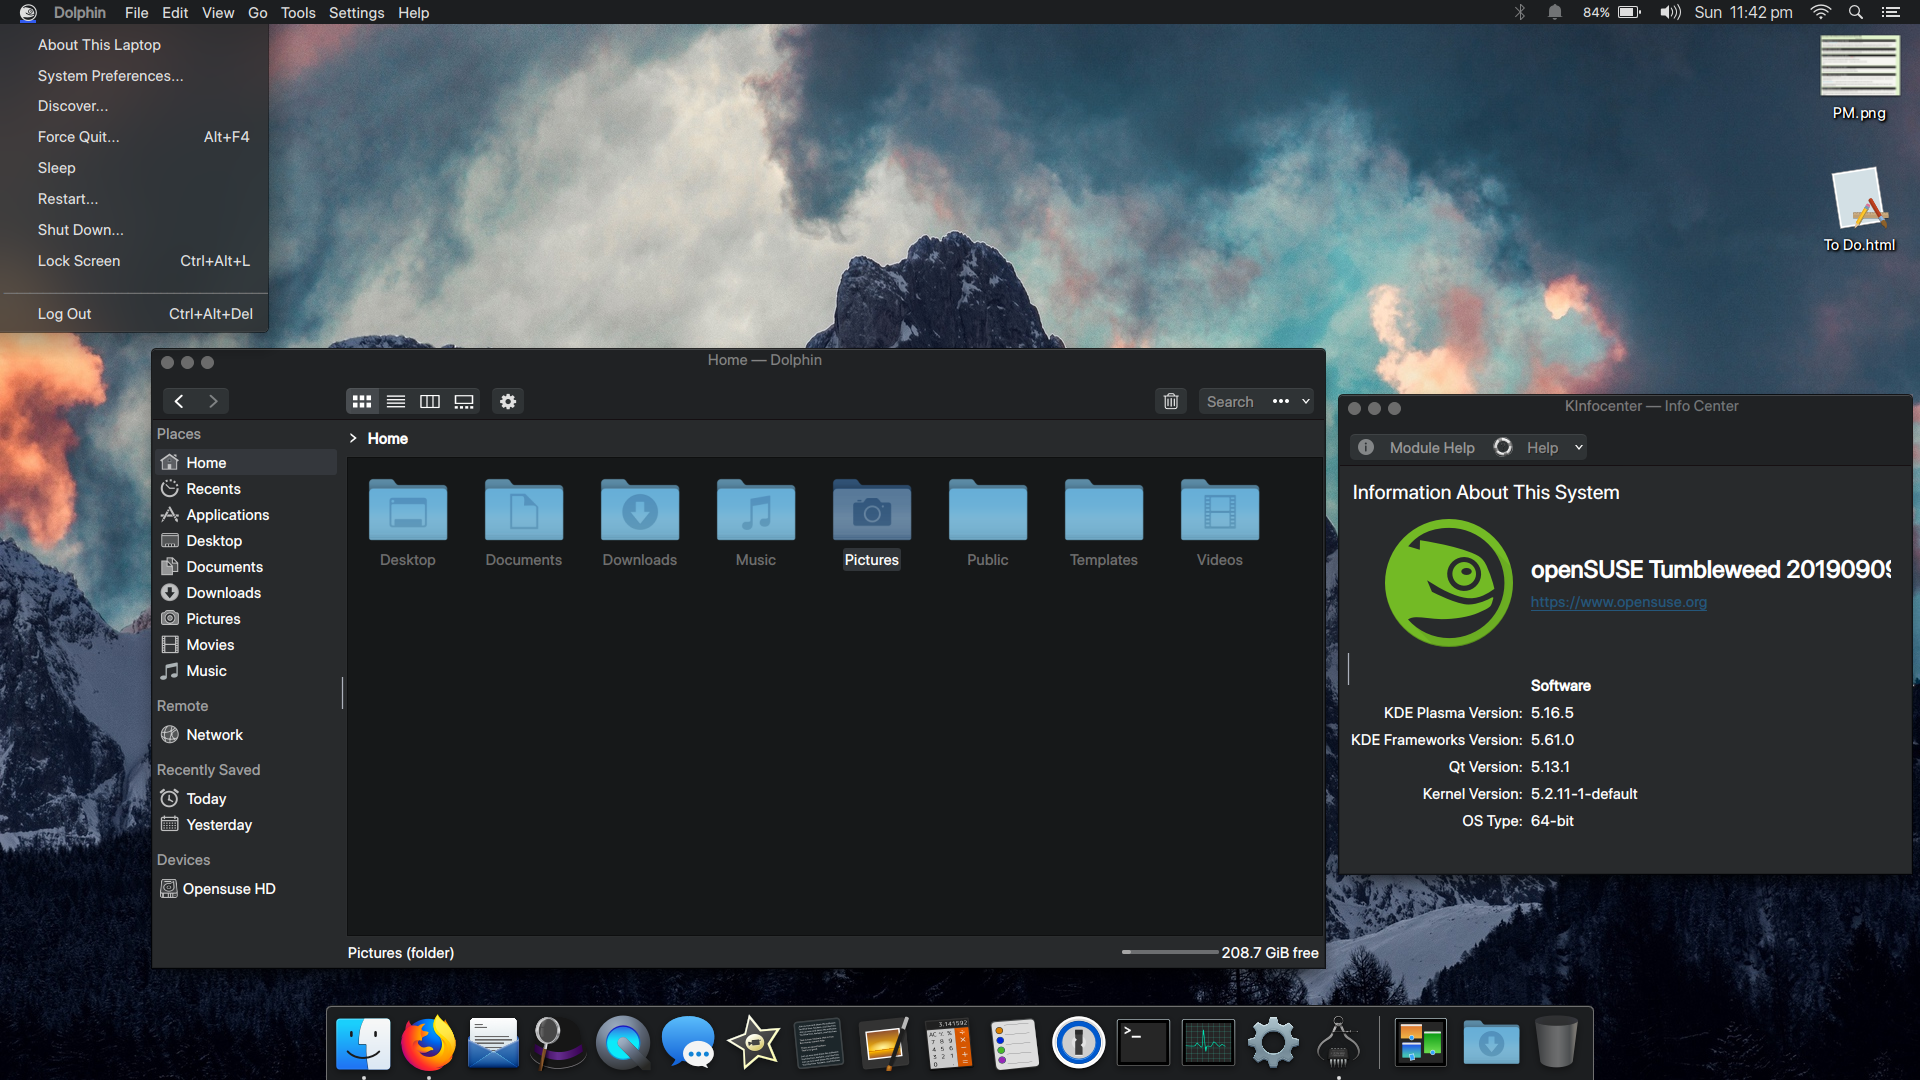 Dolphin File Edit View Go Tools Settings Help
84% Sun 11:42 pm
About This Laptop
System Preferences...
Discover...
Force Quit... Alt+F4
Sleep
Restart...
Shut Down...
Lock Screen Ctrl+Alt+L
Log Out Ctrl+Alt+Del
PM.png
To Do.html
Home — Dolphin
Search
Places
Home
Recents
Applications
Desktop
Documents
Downloads
Pictures
Movies
Music
Remote
Network
Recently Saved
Today
Yesterday
Devices
Opensuse HD
> Home
Desktop Documents Downloads Music Pictures Public Templates Videos
Pictures (folder)
208.7 GiB free
KInfocenter — Info Center
Module Help Help
Information About This System
openSUSE Tumbleweed 20190909
https://www.opensuse.org
Software
KDE Plasma Version: 5.16.5
KDE Frameworks Version: 5.61.0
Qt Version: 5.13.1
Kernel Version: 5.2.11-1-default
OS Type: 64-bit
3.141592
>_